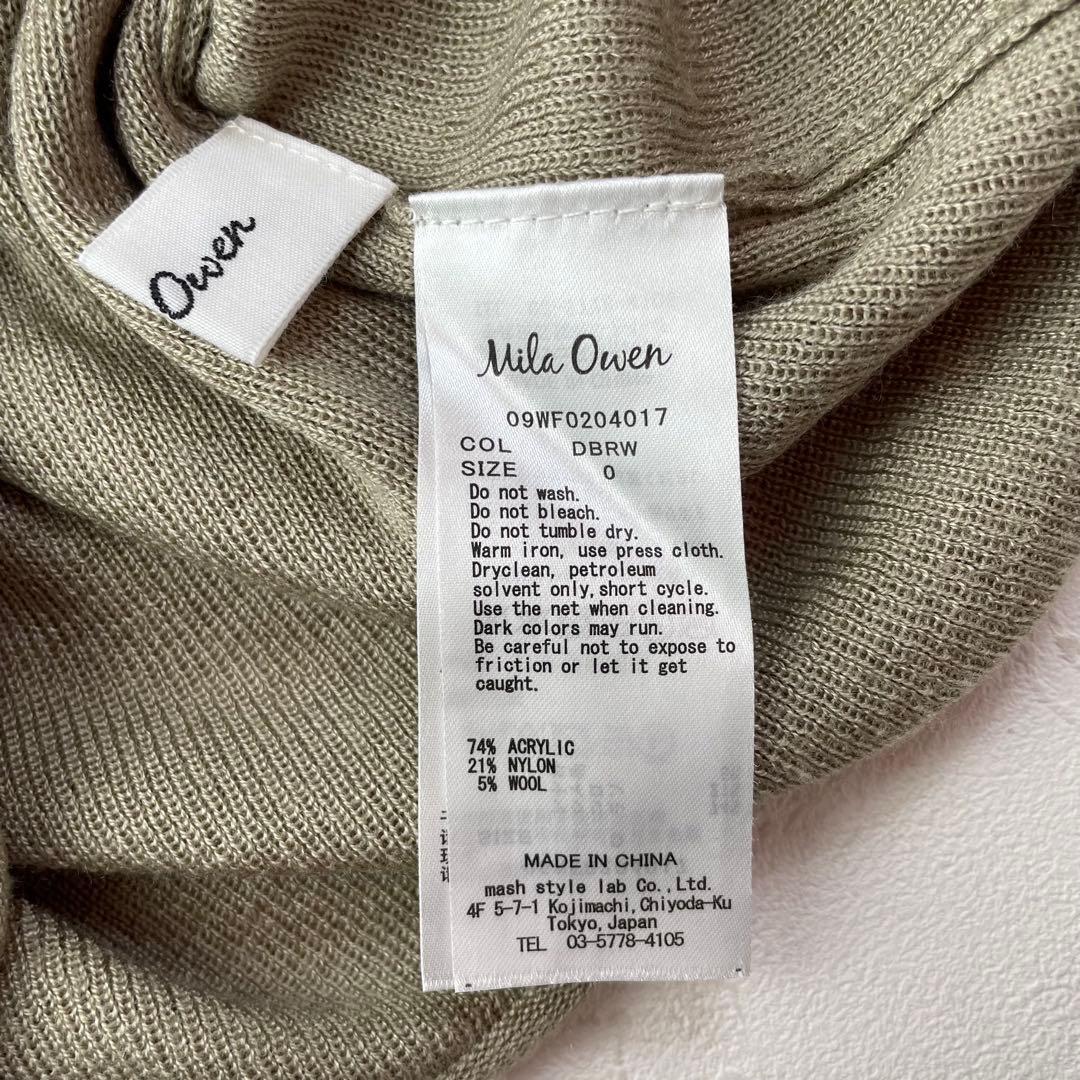 Owen
Mila Owen
09WF0204017
COL DBRW
SIZE 0
Do not wash.
Do not bleach.
Do not tumble dry.
Warm iron, use press cloth.
Dryclean, petroleum
solvent only,short cycle.
Use the net when cleaning.
Dark colors may run.
Be careful not to expose to
friction or let it get
caught.
74% ACRYLIC
21% NYLON
5% WOOL
MADE IN CHINA
mash style lab Co.,Ltd.
4F 5-7-1 Kojimachi,Chiyoda-Ku
Tokyo,Japan
TEL 03-5778-4105